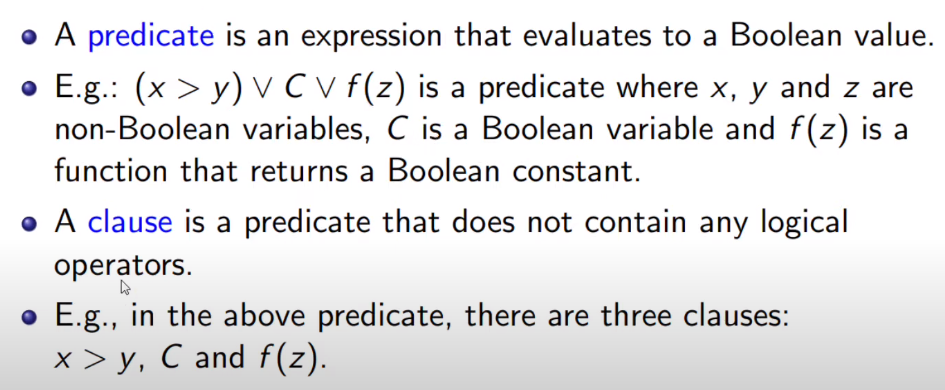 A predicate is an expression that evaluates to a Boolean value.
E.g.: (x > y) ∨ C ∨ f(z) is a predicate where x, y and z are
non-Boolean variables, C is a Boolean variable and f(z) is a
function that returns a Boolean constant.
A clause is a predicate that does not contain any logical
operators.
E.g., in the above predicate, there are three clauses:
x > y, C and f(z).